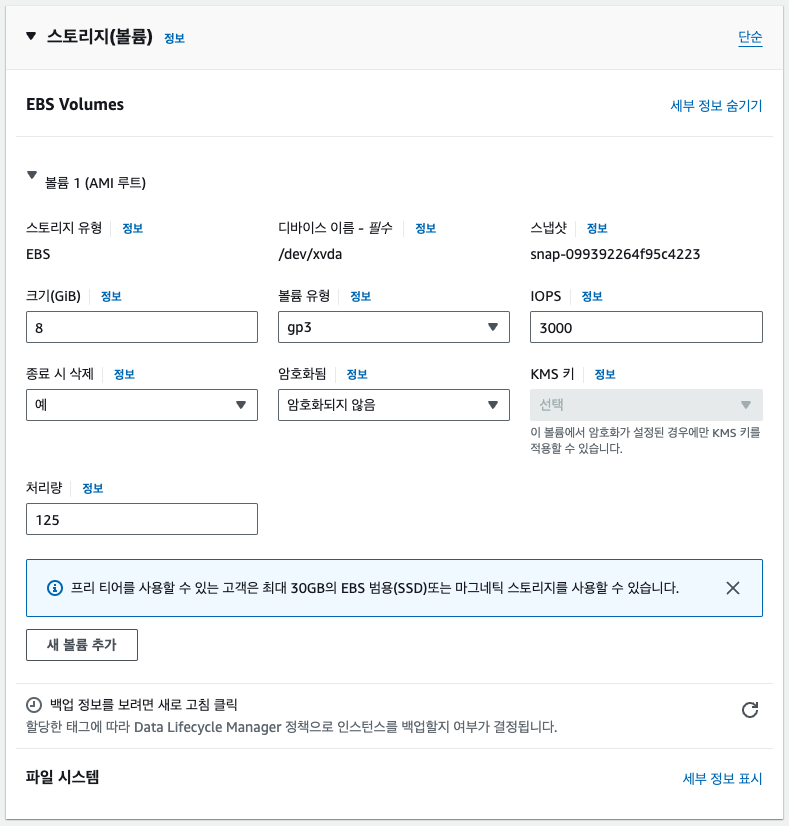 스토리지(볼륨) 정보 단순
EBS Volumes 세부 정보 숨기기
볼륨 1 (AMI 루트)
스토리지 유형 정보 디바이스 이름 - 필수 정보 스냅샷 정보
EBS /dev/xvda snap-099392264f95c4223
크기(GiB) 정보 볼륨 유형 정보 IOPS 정보
8 gp3 3000
종료 시 삭제 정보 암호화됨 정보 KMS 키 정보
예 암호화되지 않음 선택
이 볼륨에서 암호화가 설정된 경우에만 KMS 키를
적용할 수 있습니다.
처리량 정보
125
프리 티어를 사용할 수 있는 고객은 최대 30GB의 EBS 범용(SSD)또는 마그네틱 스토리지를 사용할 수 있습니다.
새 볼륨 추가
백업 정보를 보려면 새로 고침 클릭
할당한 태그에 따라 Data Lifecycle Manager 정책으로 인스턴스를 백업할지 여부가 결정됩니다.
파일 시스템 세부 정보 표시